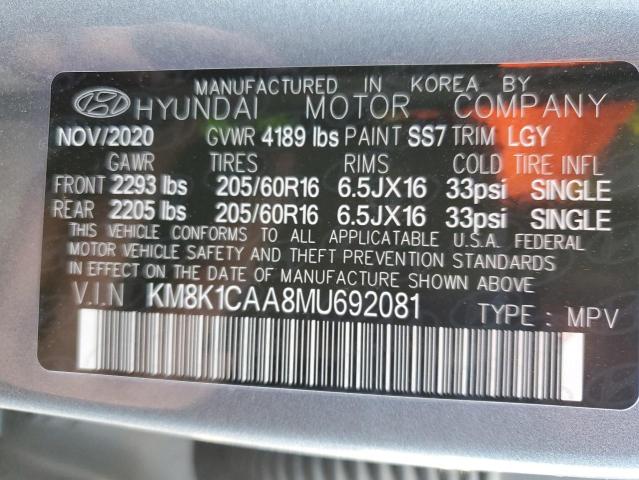 MANUFACTURED IN KOREA BY
HYUNDAI MOTOR COMPANY
NOV/2020 GVWR 4189 lbs PAINT SS7 TRIM LGY
GAWR TIRES RIMS COLD TIRE INFL
FRONT 2293 lbs 205/60R16 6.5JX16 33psi SINGLE
REAR 2205 lbs 205/60R16 6.5JX16 33psi SINGLE
THIS VEHICLE CONFORMS TO ALL APPLICABLE U.S.A. FEDERAL
MOTOR VEHICLE SAFETY AND THEFT PREVENTION STANDARDS
IN EFFECT ON THE DATE OF MANUFACTURE SHOWN ABOVE
V.I.N KM8K1CAA8MU692081 TYPE : MPV